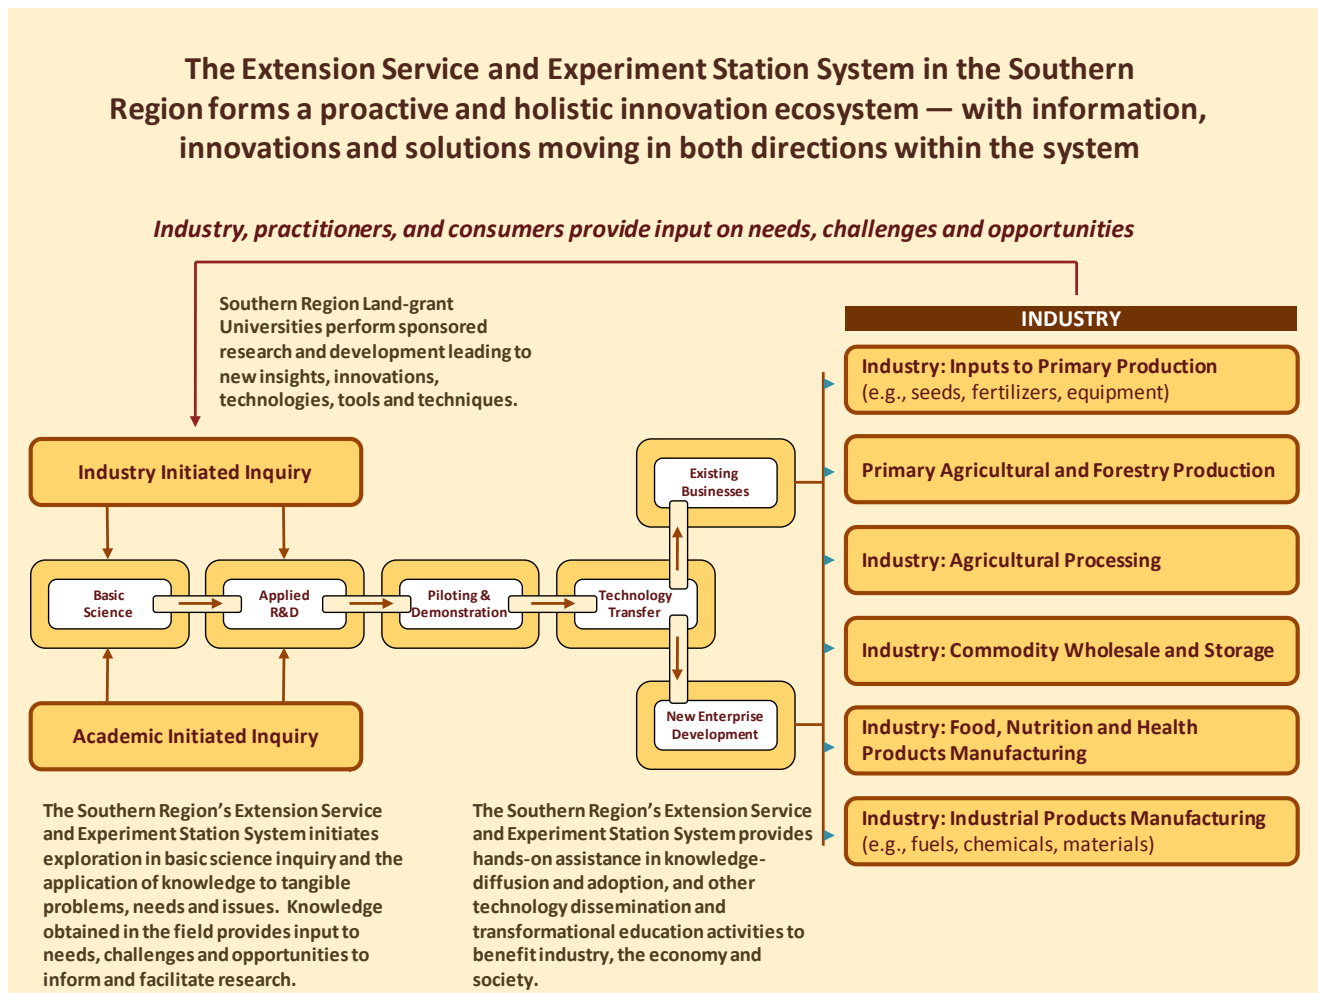 The Extension Service and Experiment Station System in the Southern
Region forms a proactive and holistic innovation ecosystem — with information,
innovations and solutions moving in both directions within the system
Industry, practitioners, and consumers provide input on needs, challenges and opportunities
Southern Region Land-grant
Universities perform sponsored
research and development leading to
new insights, innovations,
technologies, tools and techniques.
INDUSTRY
Industry: Inputs to Primary Production
(e.g., seeds, fertilizers, equipment)
Primary Agricultural and Forestry Production
Industry: Agricultural Processing
Industry: Commodity Wholesale and Storage
Industry: Food, Nutrition and Health
Products Manufacturing
Industry: Industrial Products Manufacturing
(e.g., fuels, chemicals, materials)
Industry Initiated Inquiry
Existing
Businesses
Basic
Science
Applied
R&D
Piloting &
Demonstration
Technology
Transfer
New Enterprise
Development
Academic Initiated Inquiry
The Southern Region’s Extension Service
and Experiment Station System initiates
exploration in basic science inquiry and the
application of knowledge to tangible
problems, needs and issues.  Knowledge
obtained in the field provides input to
needs, challenges and opportunities to
inform and facilitate research.
The Southern Region’s Extension Service
and Experiment Station System provides
hands-on assistance in knowledge-
diffusion and adoption, and other
technology dissemination and
transformational education activities to
benefit industry, the economy and
society.